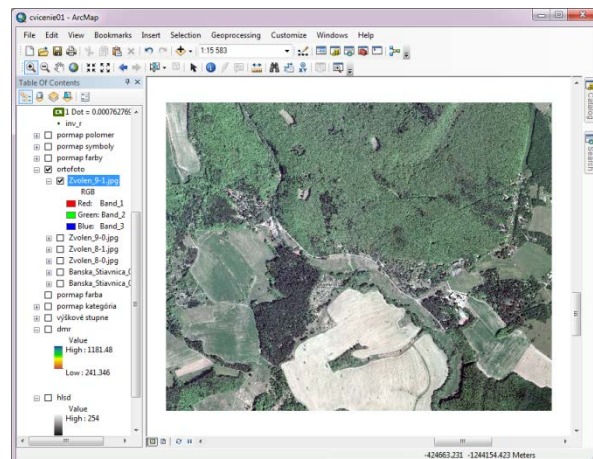 cvicenie01 - ArcMap
File Edit View Bookmarks Insert Selection Geoprocessing Customize Windows Help
1:15 583
Table Of Contents
1 Dot = 0.000762769
inv_r
pormap polomer
pormap symboly
pormap farby
ortofoto
Zvolen_9-1.jpg
RGB
Red: Band_1
Green: Band_2
Blue: Band_3
Zvolen_9-0.jpg
Zvolen_8-1.jpg
Zvolen_8-0.jpg
Banska_Stiavnica_
Banska_Stiavnica_
pormap farba
pormap kategória
výškové stupne
dmr
Value
High : 1181.48
Low : 241.346
hlsd
Value
High : 254
Catalog
Search
-424663.231 -1244154.423 Meters